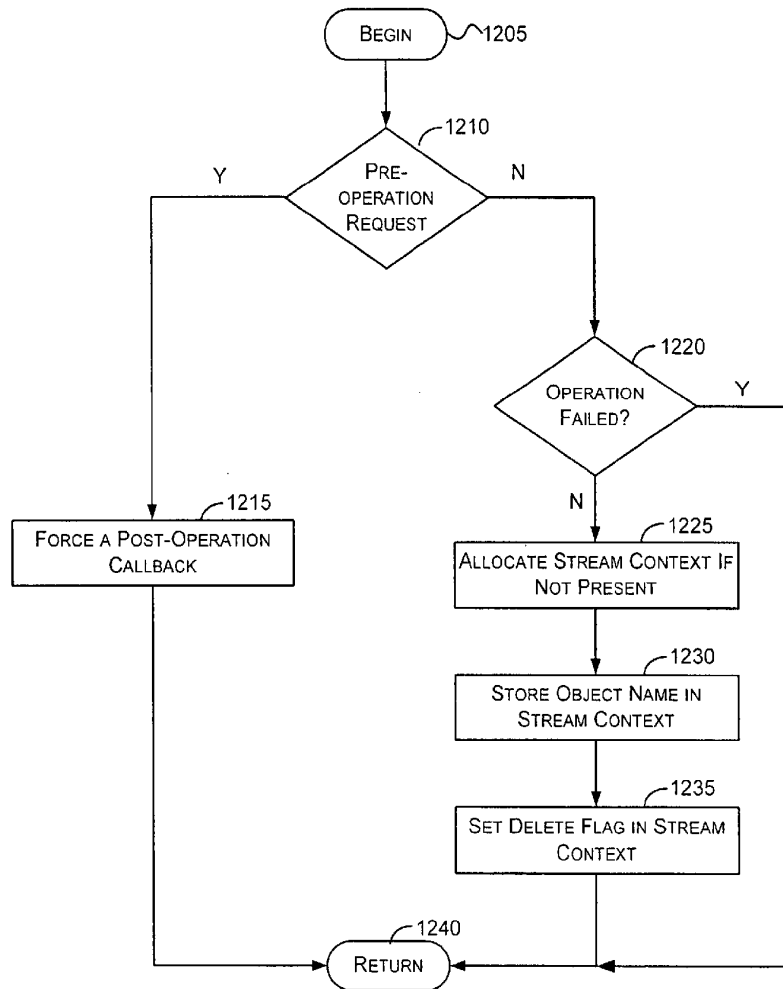 BEGIN
1205
1210
Y
PRE-
OPERATION
REQUEST
N
1220
OPERATION
FAILED?
Y
N
1215
FORCE A POST-OPERATION
CALLBACK
1225
ALLOCATE STREAM CONTEXT IF
NOT PRESENT
1230
STORE OBJECT NAME IN
STREAM CONTEXT
1235
SET DELETE FLAG IN STREAM
CONTEXT
1240
RETURN